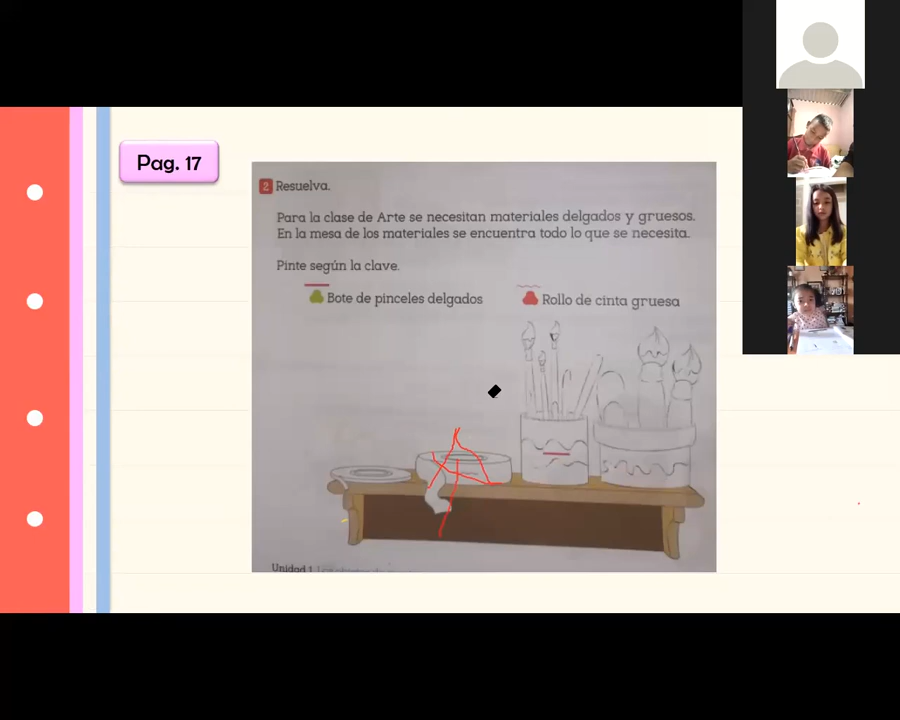 Pag. 17
2 Resuelva.
Para la clase de Arte se necesitan materiales delgados y gruesos.
En la mesa de los materiales se encuentra todo lo que se necesita.
Pinte según la clave.
Bote de pinceles delgados
Rollo de cinta gruesa
Unidad 1